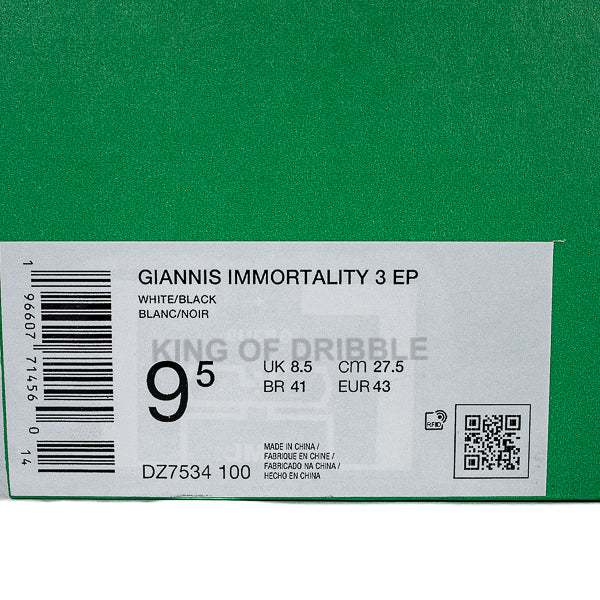 GIANNIS IMMORTALITY 3 EP
WHITE/BLACK
BLANC/NOIR
KING OF DRIBBLE
9 5
UK 8.5 cm 27.5
BR 41 EUR 43
DZ7534 100
MADE IN CHINA /
FABRIQUE EN CHINE /
FABRICADO NA CHINA /
HECHO EN CHINA
RFID
1 96607 71456 0 14